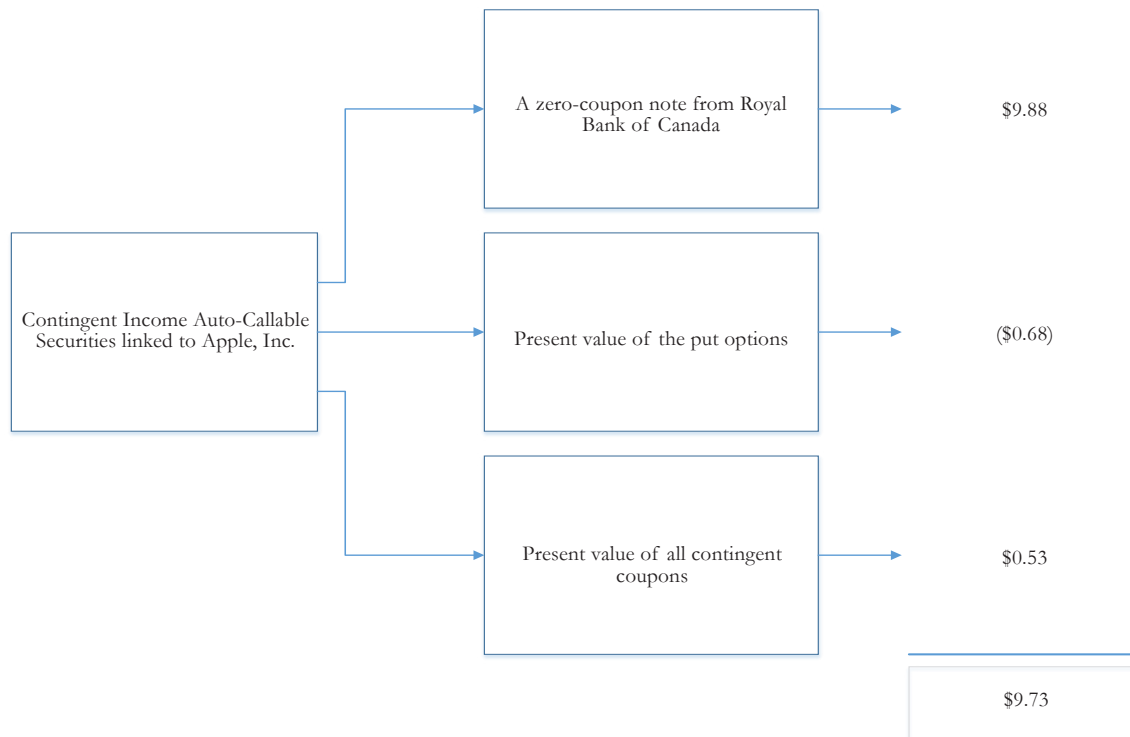 A zero-coupon note from Royal
Bank of Canada
$9.88
Contingent Income Auto-Callable
Securities linked to Apple, Inc.
Present value of the put options
($0.68)
Present value of all contingent
coupons
$0.53
$9.73